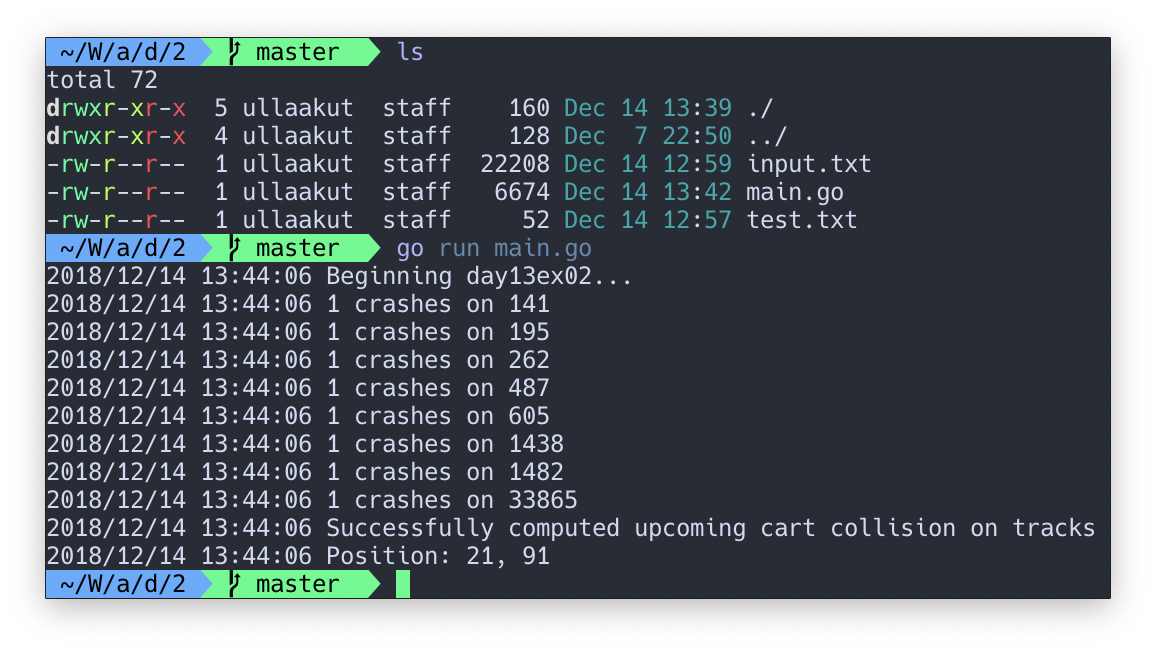 ~/W/a/d/2 master ls
total 72
drwxr-xr-x 5 ullaakut staff 160 Dec 14 13:39 ./
drwxr-xr-x 4 ullaakut staff 128 Dec 7 22:50 ../
-rw-r--r-- 1 ullaakut staff 22208 Dec 14 12:59 input.txt
-rw-r--r-- 1 ullaakut staff 6674 Dec 14 13:42 main.go
-rw-r--r-- 1 ullaakut staff 52 Dec 14 12:57 test.txt
~/W/a/d/2 master go run main.go
2018/12/14 13:44:06 Beginning day13ex02...
2018/12/14 13:44:06 1 crashes on 141
2018/12/14 13:44:06 1 crashes on 195
2018/12/14 13:44:06 1 crashes on 262
2018/12/14 13:44:06 1 crashes on 487
2018/12/14 13:44:06 1 crashes on 605
2018/12/14 13:44:06 1 crashes on 1438
2018/12/14 13:44:06 1 crashes on 1482
2018/12/14 13:44:06 1 crashes on 33865
2018/12/14 13:44:06 Successfully computed upcoming cart collision on tracks
2018/12/14 13:44:06 Position: 21, 91
~/W/a/d/2 master